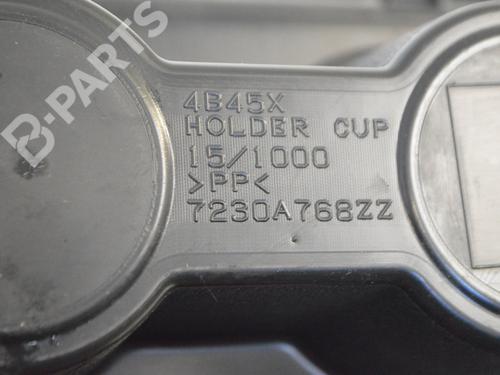 B-PARTS
4B45X
HOLDER CUP
15/1000
>PP<
7230A768ZZ